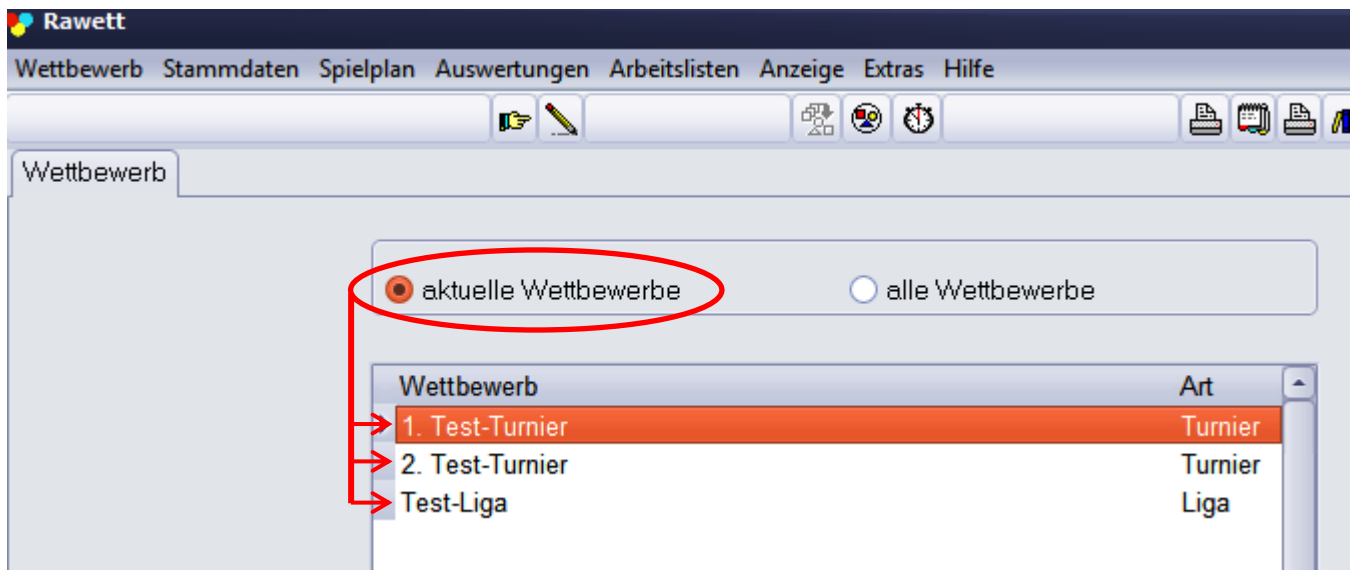 Rawett
Wettbewerb Stammdaten Spielplan Auswertungen Arbeitslisten Anzeige Extras Hilfe
Wettbewerb
aktuelle Wettbewerbe alle Wettbewerbe
Wettbewerb Art
1. Test-Turnier Turnier
2. Test-Turnier Turnier
Test-Liga Liga